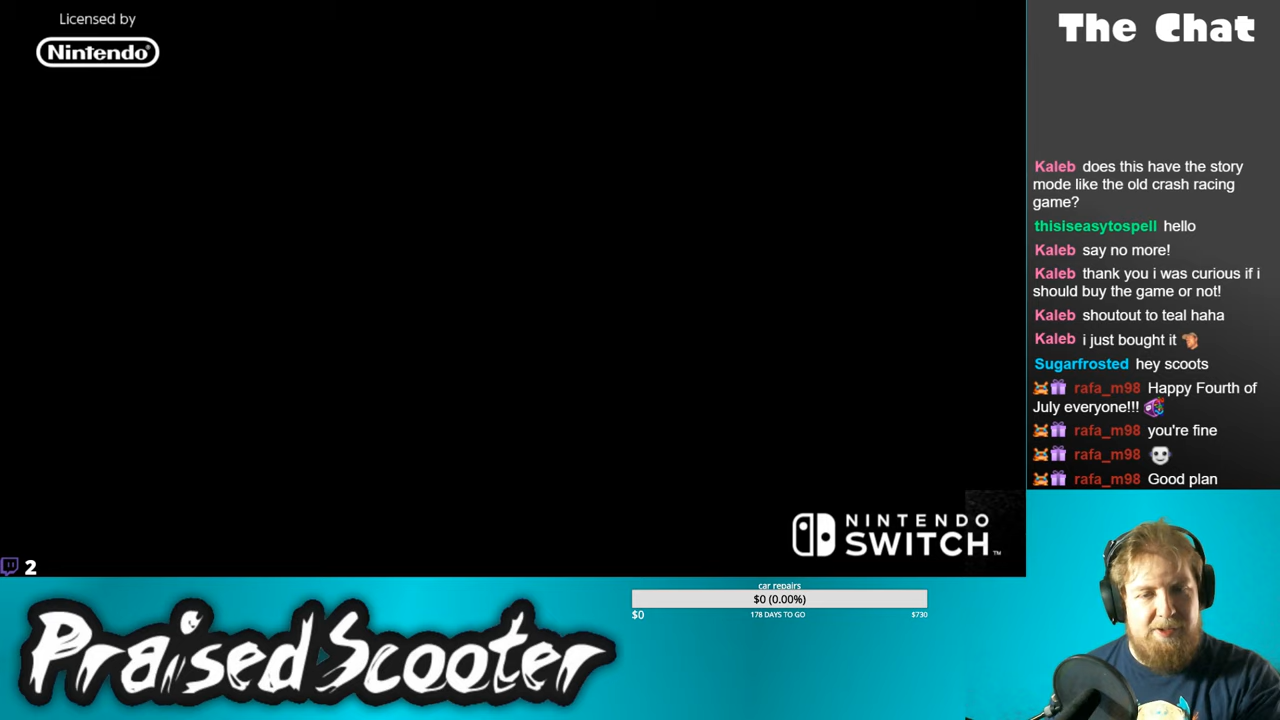 Licensed by
Nintendo®
The Chat
Kaleb does this have the story
mode like the old crash racing
game?
thisiseasytospell hello
Kaleb say no more!
Kaleb thank you i was curious if i
should buy the game or not!
Kaleb shoutout to teal haha
Kaleb i just bought it
Sugarfrosted hey scoots
rafa_m98 Happy Fourth of
July everyone!!!
rafa_m98 you're fine
rafa_m98
rafa_m98 Good plan
NINTENDO
SWITCH™
2
car repairs
$0 (0.00%)
$0 178 DAYS TO GO $730
PraisedScooter